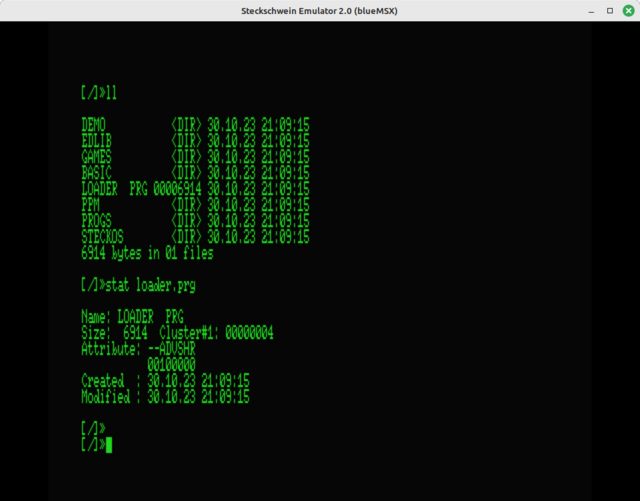 Steckschwein Emulator 2.0 (blueMSX)
[/]»ll
DEMO <DIR> 30.10.23 21:09:15
EDLIB <DIR> 30.10.23 21:09:15
GAMES <DIR> 30.10.23 21:09:15
BASIC <DIR> 30.10.23 21:09:15
LOADER PRG 00006914 30.10.23 21:09:15
PPM <DIR> 30.10.23 21:09:15
PROGS <DIR> 30.10.23 21:09:15
STECKOS <DIR> 30.10.23 21:09:15
6914 bytes in 01 files
[/]»stat loader.prg
Name: LOADER PRG
Size: 6914 Cluster#1: 00000004
Attribute: --ADVSHR
00100000
Created : 30.10.23 21:09:15
Modified : 30.10.23 21:09:15
[/]»
[/]»